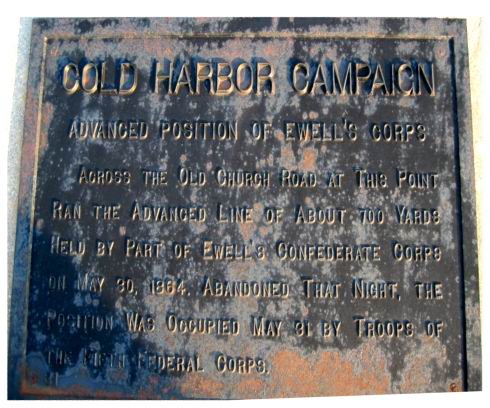 COLD HARBOR CAMPAIGN
ADVANCED POSITION OF EWELL'S CORPS
ACROSS THE OLD CHURCH ROAD AT THIS POINT
RAN THE ADVANCED LINE OF ABOUT 700 YARDS
HELD BY PART OF EWELL'S CONFEDERATE CORPS
ON MAY 30, 1864. ABANDONED THAT NIGHT, THE
POSITION WAS OCCUPIED MAY 31 BY TROOPS OF
THE FIFTH FEDERAL CORPS.